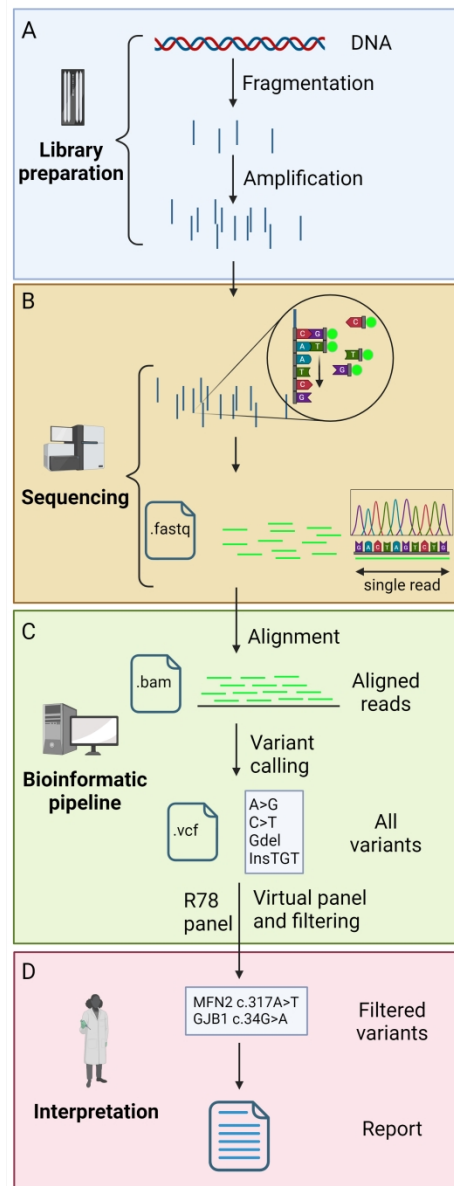 A
DNA
Fragmentation
Library
preparation
Amplification
B
C G
A T
A
T
C
G
C
T
G
Sequencing
.fastq
G A C T A G T C T G
single read
C
Alignment
.bam
Aligned
reads
Variant
calling
Bioinformatic
pipeline
.vcf
A>G
C>T
Gdel
InsTGT
All
variants
R78
panel
Virtual panel
and filtering
D
MFN2 c.317A>T
GJB1 c.34G>A
Filtered
variants
Interpretation
Report